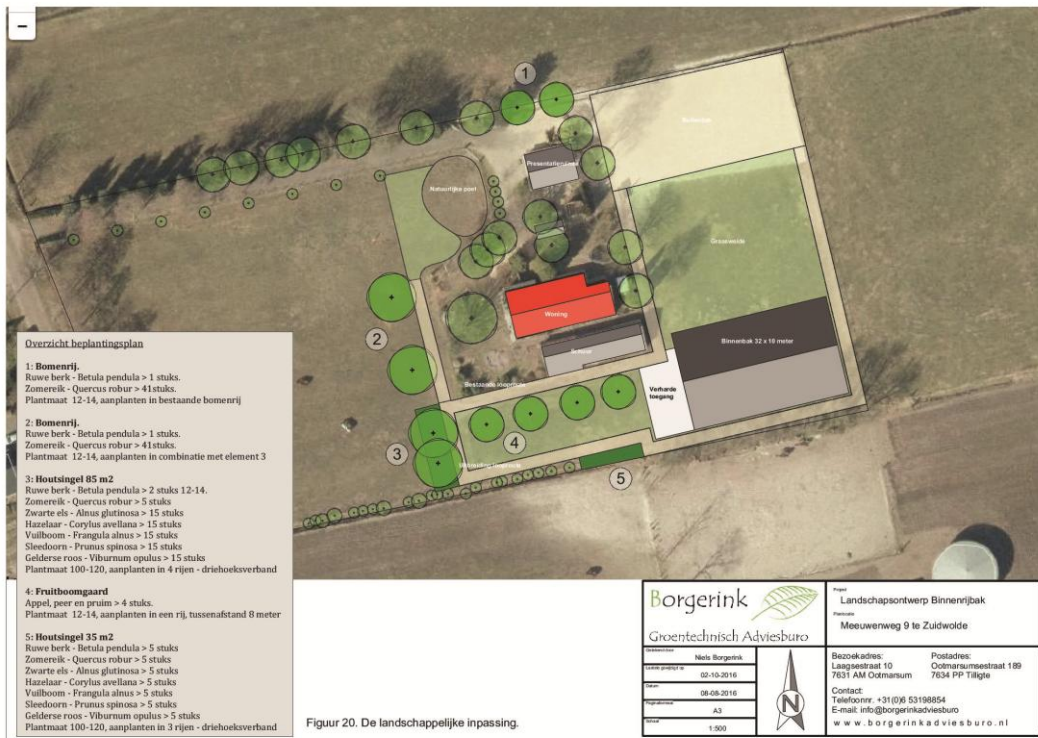 1
Buitenbak
Presentatieruimte
Natuurlijke poel
Graasweide
2
Woning
Schuur
Binnenbak 32 x 18 meter
Bestaande looproute
Verharde
toegang
4
3
Uitbreiding looproute
5
Overzicht beplantingsplan
1: Bomenrij.
Ruwe berk - Betula pendula > 1 stuks.
Zomereik - Quercus robur > 41stuks.
Plantmaat 12-14, aanplanten in bestaande bomenrij
2: Bomenrij.
Ruwe berk - Betula pendula > 1 stuks.
Zomereik - Quercus robur > 41stuks.
Plantmaat 12-14, aanplanten in combinatie met element 3
3: Houtsingel 85 m2
Ruwe berk - Betula pendula > 2 stuks 12-14.
Zomereik - Quercus robur > 5 stuks
Zwarte els - Alnus glutinosa > 15 stuks
Hazelaar - Corylus avellana > 15 stuks
Vuilboom - Frangula alnus > 15 stuks
Sleedoorn - Prunus spinosa > 15 stuks
Gelderse roos - Viburnum opulus > 15 stuks
Plantmaat 100-120, aanplanten in 4 rijen - driehoeksverband
4: Fruitboomgaard
Appel, peer en pruim > 4 stuks.
Plantmaat 12-14, aanplanten in een rij, tussenafstand 8 meter
5: Houtsingel 35 m2
Ruwe berk - Betula pendula > 5 stuks
Zomereik - Quercus robur > 5 stuks
Zwarte els - Alnus glutinosa > 5 stuks
Hazelaar - Corylus avellana > 5 stuks
Vuilboom - Frangula alnus > 5 stuks
Sleedoorn - Prunus spinosa > 5 stuks
Gelderse roos - Viburnum opulus > 5 stuks
Plantmaat 100-120, aanplanten in 3 rijen - driehoeksverband
Figuur 20. De landschappelijke inpassing.
Borgerink
Groentechnisch Adviesburo
Niels Borgerink
02-10-2016
Datum:
08-08-2016
A3
Schaal
1:500
N
Project
Landschapsontwerp Binnenrijbak
Meeuwenweg 9 te Zuidwolde
Bezoekadres:
Laagsestraat 10
7631 AM Ootmarsum
Postadres:
Ootmarsumsestraat 189
7634 PP Tilligte
Contact:
Telefoonnr. +31(0)6 53198854
E-mail: info@borgerinkadviesburo
www.borgerinkadviesburo.nl